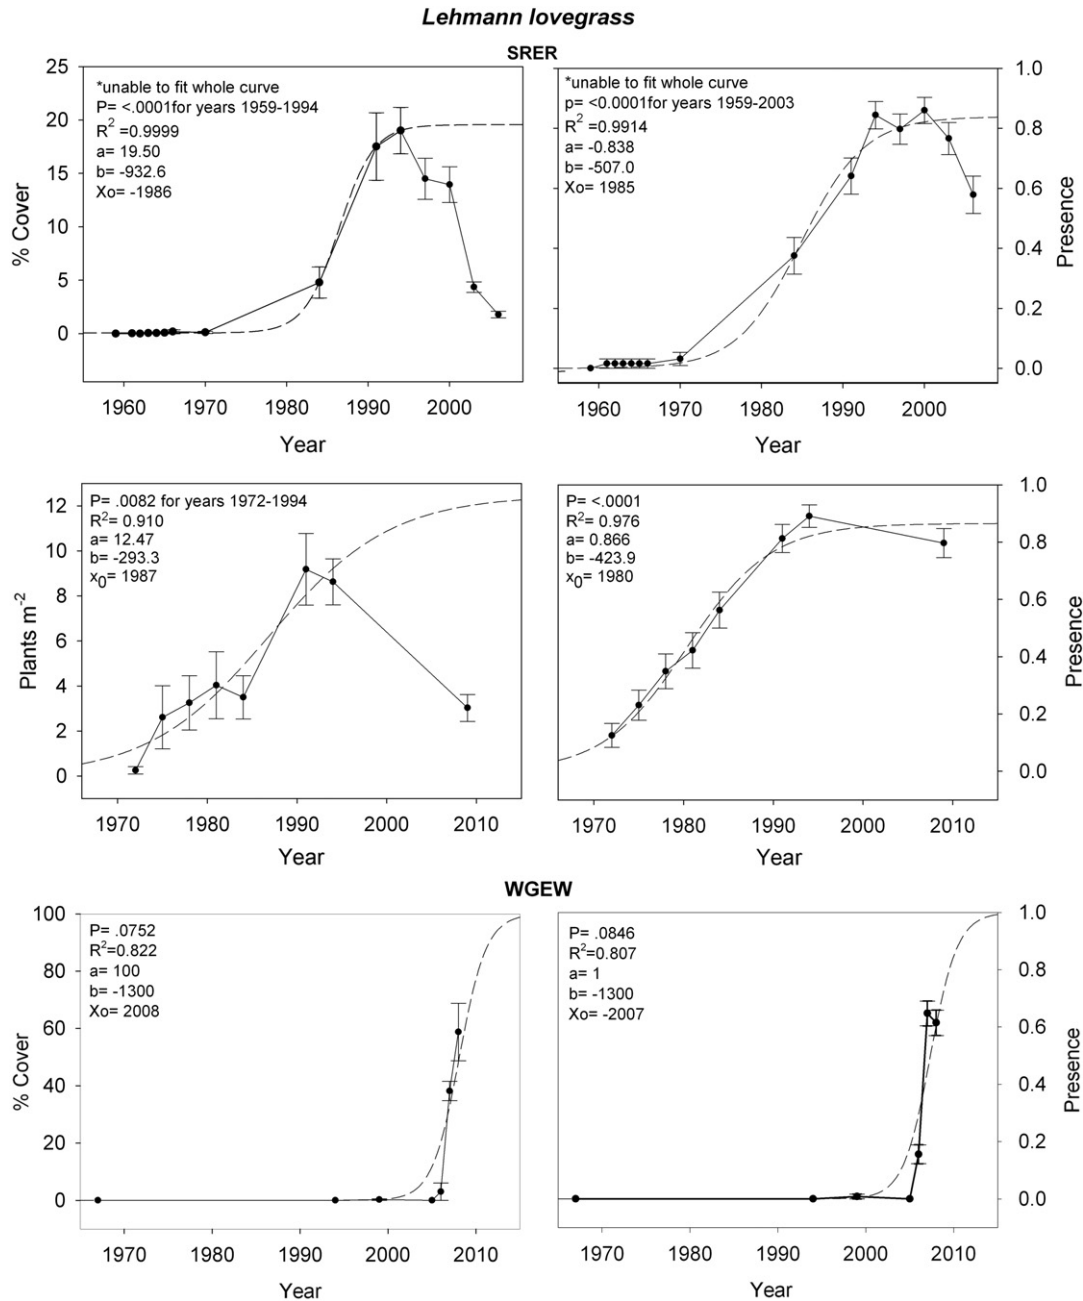 Lehmann lovegrass
SRER
*unable to fit whole curve
P= <.0001for years 1959-1994
R² =0.9999
a= 19.50
b= -932.6
Xo= -1986
25
20
15
10
5
0
% Cover
1960 1970 1980 1990 2000
Year
*unable to fit whole curve
p= <0.0001for years 1959-2003
R² =0.9914
a= -0.838
b= -507.0
Xo= 1985
1.0
0.8
0.6
0.4
0.2
0.0
Presence
1960 1970 1980 1990 2000
Year
P= .0082 for years 1972-1994
R²= 0.910
a= 12.47
b= -293.3
x₀= 1987
12
10
8
6
4
2
0
Plants m⁻²
1970 1980 1990 2000 2010
Year
P= <.0001
R²= 0.976
a= 0.866
b= -423.9
x₀= 1980
1.0
0.8
0.6
0.4
0.2
0.0
Presence
1970 1980 1990 2000 2010
Year
WGEW
P= .0752
R²=0.822
a= 100
b= -1300
Xo= 2008
100
80
60
40
20
0
% Cover
1970 1980 1990 2000 2010
Year
P= .0846
R²=0.807
a= 1
b= -1300
Xo= -2007
1.0
0.8
0.6
0.4
0.2
0.0
Presence
1970 1980 1990 2000 2010
Year